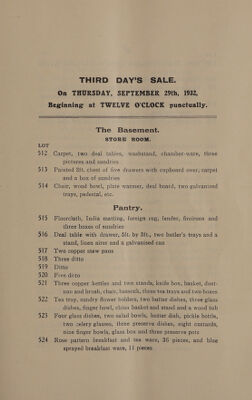 THIRD DAY'S SALE.
On THURSDAY, SEPTEMBER 29th, 1932,
Beginning at TWELVE O'CLOCK punctually.
The Basement.
STORE ROOM.
LOT
512 Carpet, two deal tables, washstand, chamber-ware, three
pictures and sundries
513 Painted 3ft. chest of five drawers with cupboard over, carpet
and a box of sundries
514 Chair, wood bowl, plate warmer, deal board, two galvanised
trays, pedestal, etc.
Pantry.
515 Floorcloth, India matting, foreign rug, fender, fireirons and
three boxes of sundries
516 Deal table with drawer, 5ft. by 3ft., two butler's trays and a
stand, linen airer and a galvanised can
517 Two copper stew pans
518 Three ditto
519 Ditto
520 Five ditto
521 Three copper kettles and two stands, knife box, basket, dust-
pan and brush, chair, hassock, three tea trays and two boxes
522 Tea tray, sundry flower holders, two butter dishes, three glass
dishes, finger bowl, cigar basket and stand and a wood tub
523 Four glass dishes, two salad bowls, butter dish, pickle bottle,
two celery glasses, three preserve dishes, eight custards,
nine finger bowls, glass box and three preserve pots
524 Rose pattern breakfast and tea ware, 36 pieces, and blue
sprayed breakfast ware, 11 pieces